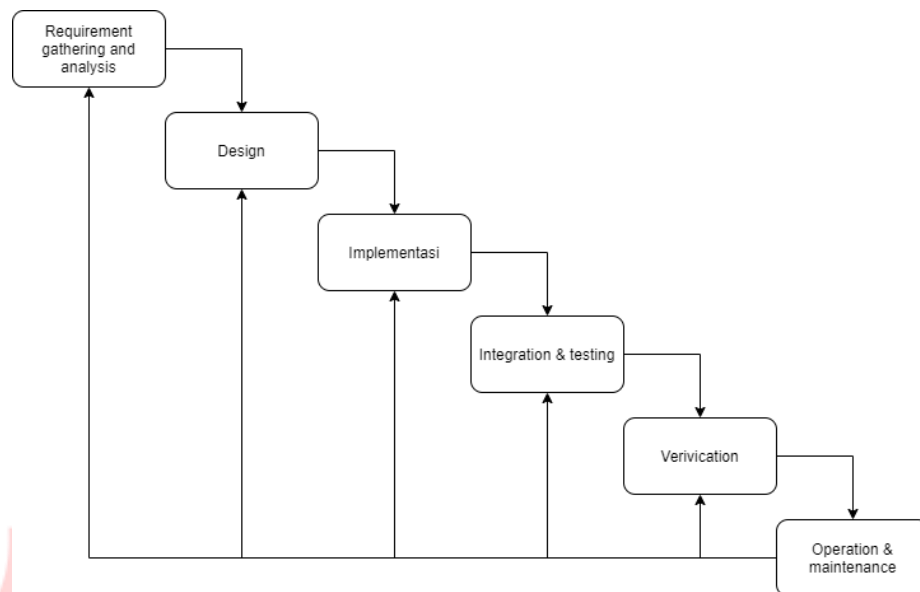 Requirement
gathering and
analysis
Design
Implementasi
Integration & testing
Verivication
Operation &
maintenance